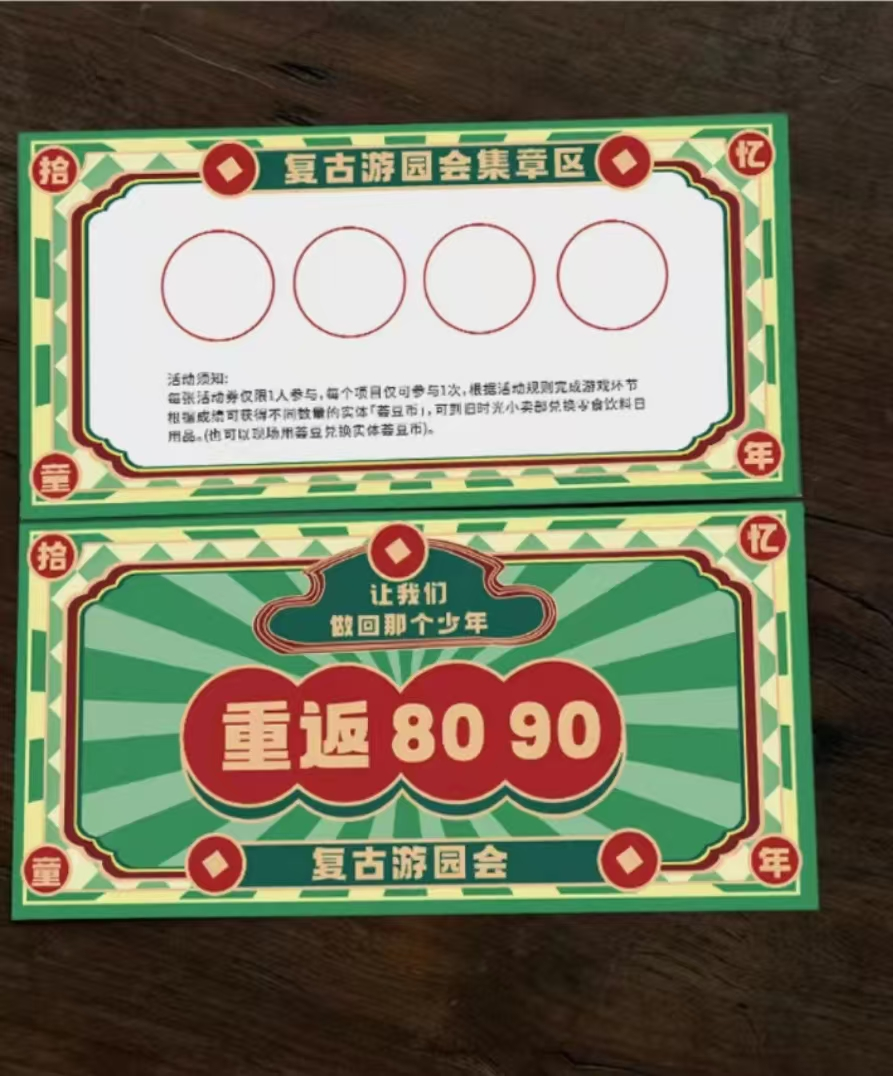 拾
复古游园会集章区
忆
活动须知:
每张活动券仅限1人参与,每个项目仅可参与1次,根据活动规则完成游戏环节
根据成绩可获得不同数量的实体「荟豆币」,可到旧时光小卖部兑换零食饮料日
用品。(也可以现场用荟豆兑换实体荟豆币)。
童
年
拾
忆
让我们
做回那个少年
重返 80 90
童
复古游园会
年